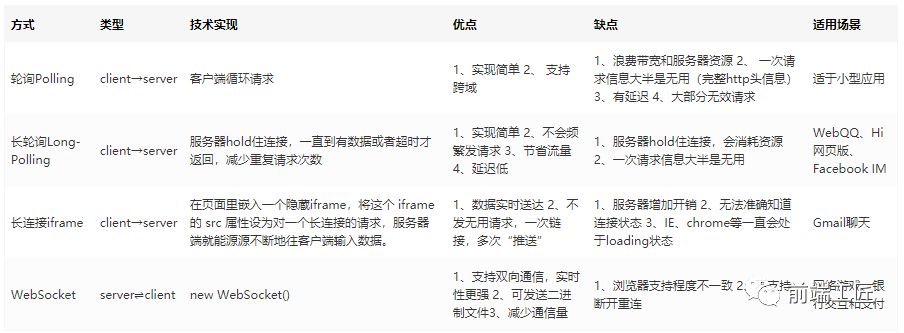 方式 类型 技术实现 优点 缺点 适用场景
轮询Polling client→server 客户端循环请求
1、实现简单 2、 支持
跨域
1、浪费带宽和服务器资源 2、 一次请
求信息大半是无用（完整http头信息）
3、有延迟 4、大部分无效请求
适于小型应用
长轮询Long-
Polling
client→server
服务器hold住连接，一直到有数据或者超时才
返回，减少重复请求次数
1、实现简单 2、不会频
繁发请求 3、节省流量
4、延迟低
1、服务器hold住连接，会消耗资源
2、一次请求信息大半是无用
WebQQ、Hi
网页版、
Facebook IM
长连接iframe client→server
在页面里嵌入一个隐蔵iframe，将这个 iframe
的 src 属性设为对一个长连接的请求，服务器
端就能源源不断地往客户端输入数据。
1、数据实时送达 2、不
发无用请求，一次链
接，多次“推送”
1、服务器增加开销 2、无法准确知道
连接状态 3、IE、chrome等一直会处
于loading状态
Gmail聊天
WebSocket server⇌client new WebSocket()
1、支持双向通信，实时
性更强 2、可发送二进
制文件3、减少通信量
1、浏览器支持程度不一致 2、支持
断开重连
银
行交互和支付
前端工匠